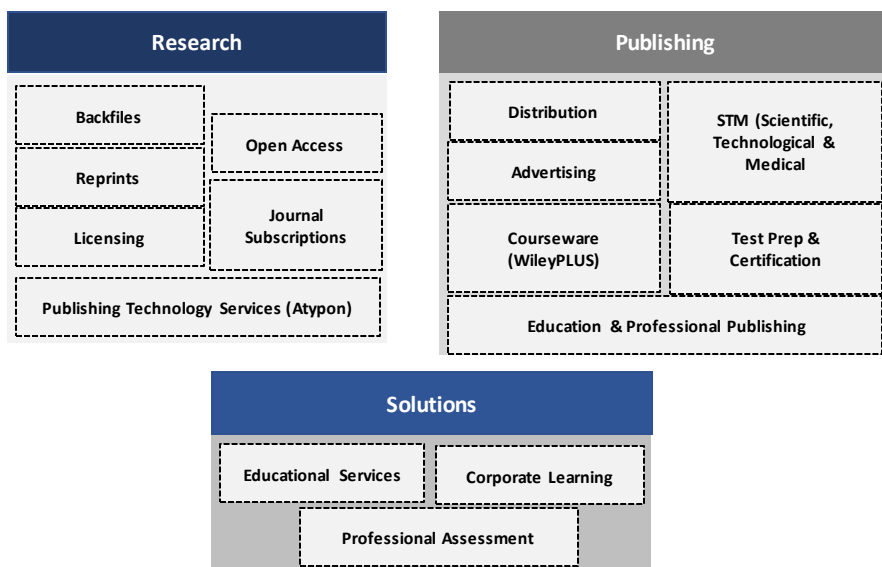 Research
Backfiles
Reprints
Licensing
Open Access
Journal
Subscriptions
Publishing Technology Services (Atypon)
Publishing
Distribution
Advertising
Courseware
(WileyPLUS)
STM (Scientific,
Technological &
Medical
Test Prep &
Certification
Education & Professional Publishing
Solutions
Educational Services
Corporate Learning
Professional Assessment